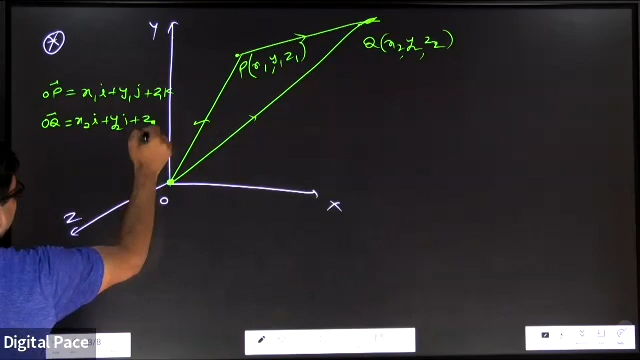 Y
Q(x₂, y₂, z₂)
P(x₁, y₁, z₁)
OP⃗ = x₁i + y₁j + z₁k
OQ⃗ = x₂i + y₂j + z₂
O
X
Z
Digital Pace